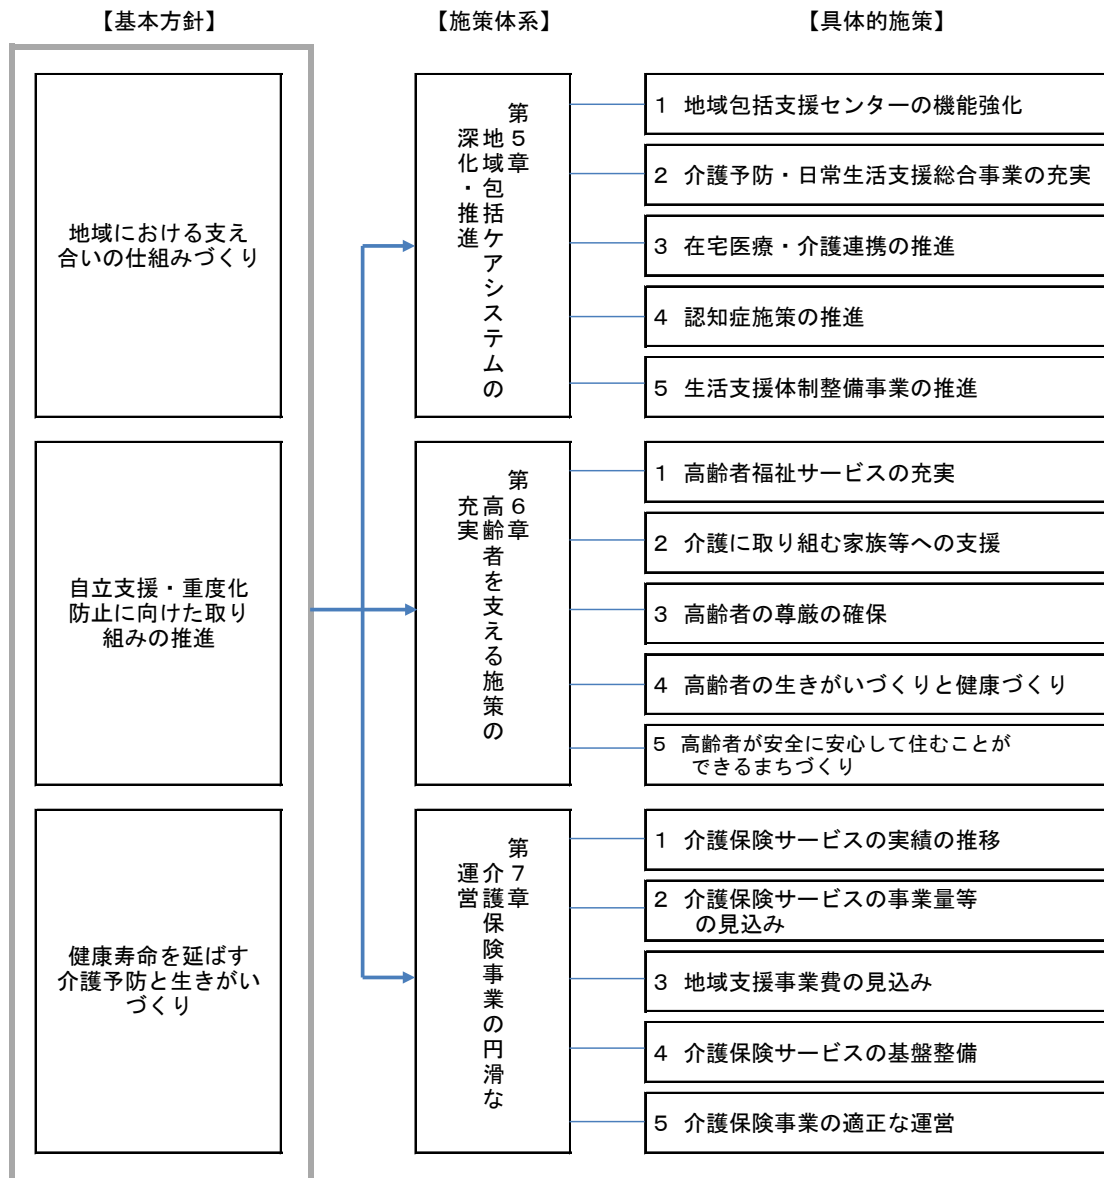 【基本方針】
【施策体系】
【具体的施策】
地域における支え
合いの仕組みづくり
自立支援・重度化
防止に向けた取り
組みの推進
健康寿命を延ばす
介護予防と生きがい
づくり
第５章
地域包括ケアシステムの
深化・推進
1 地域包括支援センターの機能強化
2 介護予防・日常生活支援総合事業の充実
3 在宅医療・介護連携の推進
4 認知症施策の推進
5 生活支援体制整備事業の推進
第６章
高齢者を支える施策の
充実
1 高齢者福祉サービスの充実
2 介護に取り組む家族等への支援
3 高齢者の尊厳の確保
4 高齢者の生きがいづくりと健康づくり
5 高齢者が安全に安心して住むことが
できるまちづくり
第７章
介護保険事業の円滑な
運営
1 介護保険サービスの実績の推移
2 介護保険サービスの事業量等
の見込み
3 地域支援事業費の見込み
4 介護保険サービスの基盤整備
5 介護保険事業の適正な運営